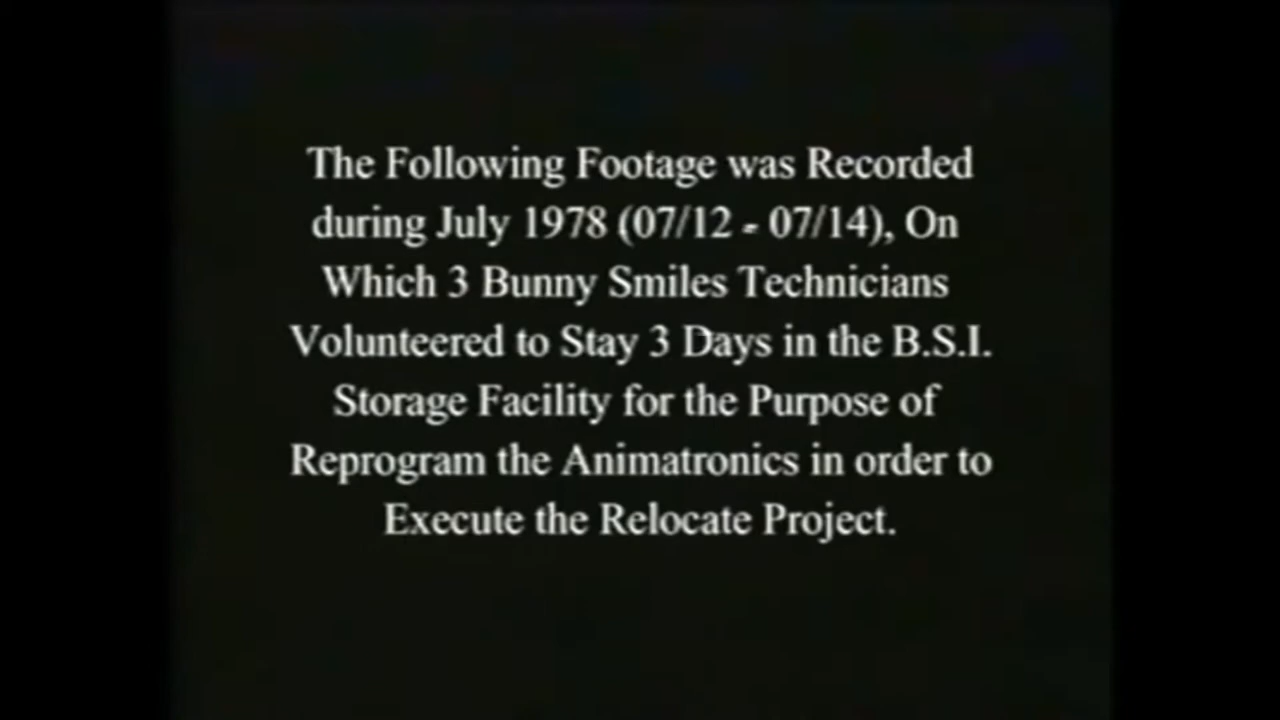 The Following Footage was Recorded
during July 1978 (07/12 - 07/14), On
Which 3 Bunny Smiles Technicians
Volunteered to Stay 3 Days in the B.S.I.
Storage Facility for the Purpose of
Reprogram the Animatronics in order to
Execute the Relocate Project.